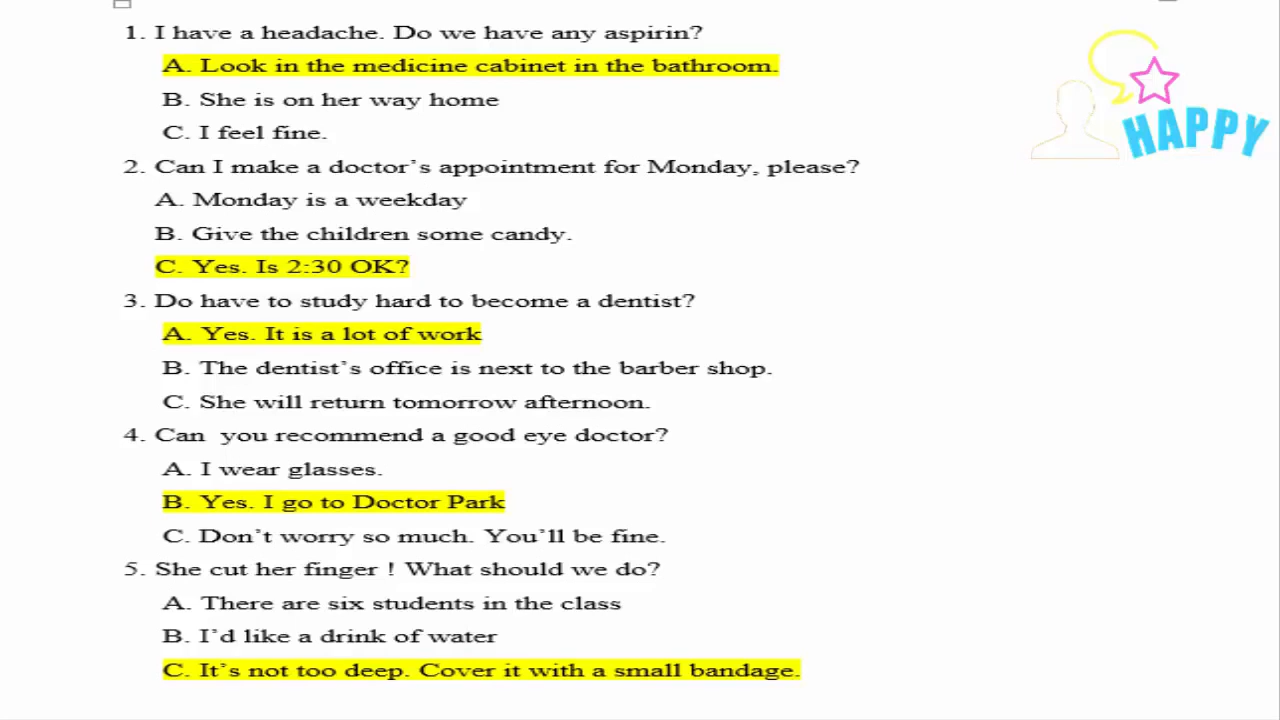 1. I have a headache. Do we have any aspirin?
A. Look in the medicine cabinet in the bathroom.
B. She is on her way home
C. I feel fine.
2. Can I make a doctor's appointment for Monday, please?
A. Monday is a weekday
B. Give the children some candy.
C. Yes. Is 2:30 OK?
3. Do have to study hard to become a dentist?
A. Yes. It is a lot of work
B. The dentist's office is next to the barber shop.
C. She will return tomorrow afternoon.
4. Can you recommend a good eye doctor?
A. I wear glasses.
B. Yes. I go to Doctor Park
C. Don't worry so much. You'll be fine.
5. She cut her finger ! What should we do?
A. There are six students in the class
B. I'd like a drink of water
C. It's not too deep. Cover it with a small bandage.
HAPPY